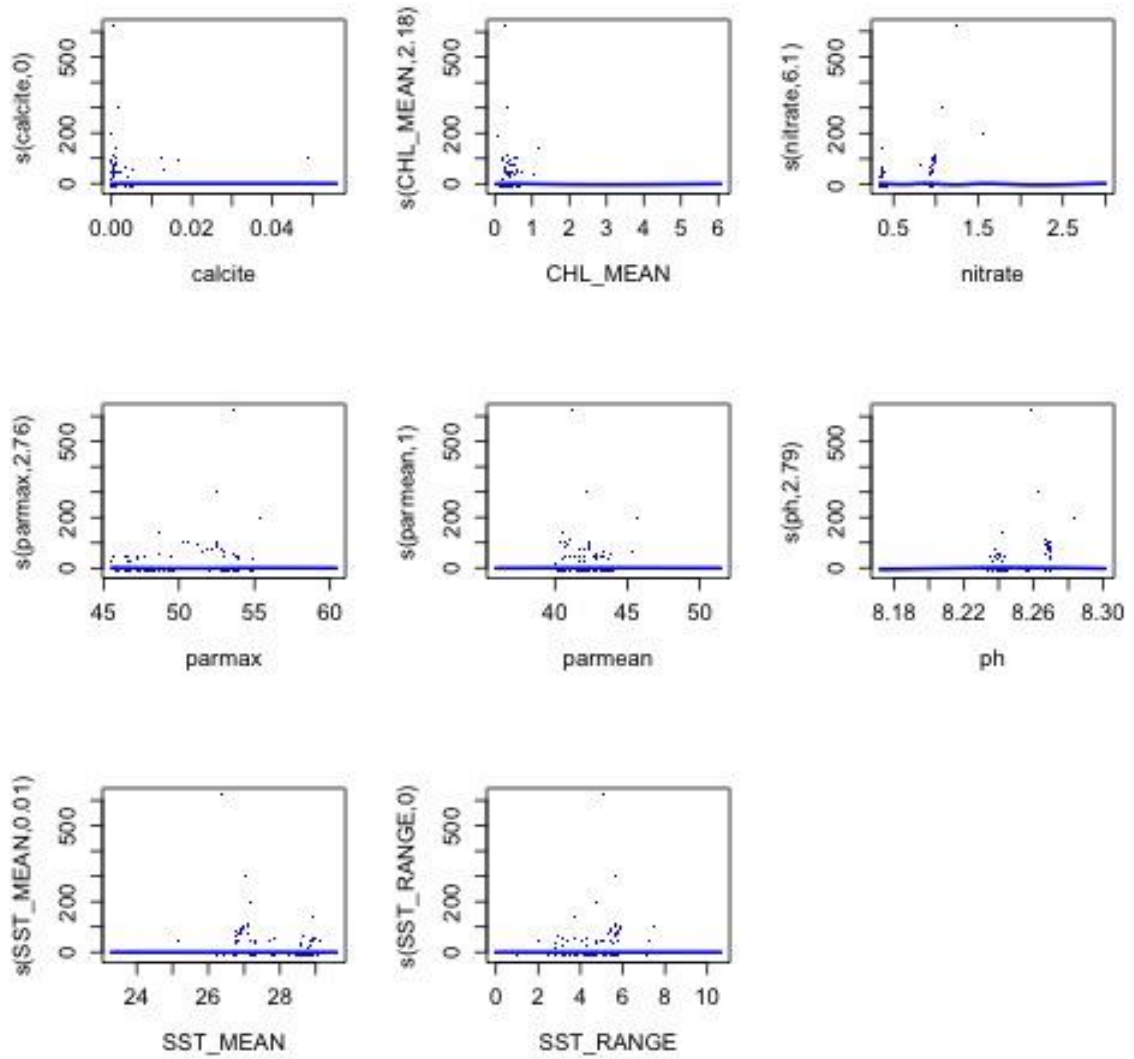 s(calcite,0)
500
200
0
0.00 0.02 0.04
calcite
s(CHL_MEAN,2.18)
500
200
0
0 1 2 3 4 5 6
CHL_MEAN
s(nitrate,6.1)
500
200
0
0.5 1.5 2.5
nitrate
s(parmax,2.76)
500
200
0
45 50 55 60
parmax
s(parmean,1)
500
200
0
40 45 50
parmean
s(ph,2.79)
500
200
0
8.18 8.22 8.26 8.30
ph
s(SST_MEAN,0.01)
500
200
0
24 26 28
SST_MEAN
s(SST_RANGE,0)
500
200
0
0 2 4 6 8 10
SST_RANGE